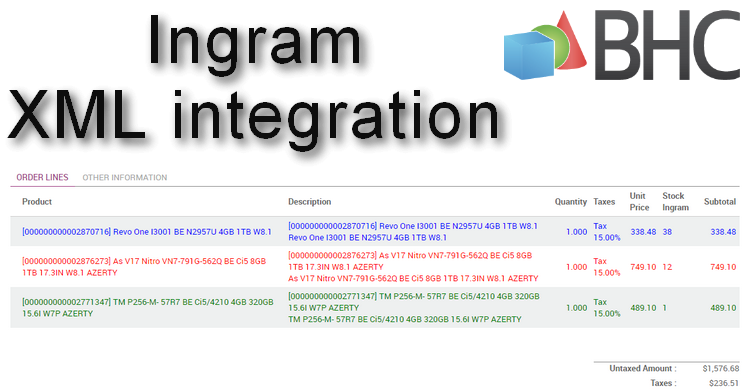 Ingram
XML integration
BHC
ORDER LINES OTHER INFORMATION
Product Description Quantity Taxes Unit Price Stock Ingram Subtotal
[000000000002870716] Revo One I3001 BE N2957U 4GB 1TB W8.1 [000000000002870716] Revo One I3001 BE N2957U 4GB 1TB W8.1 1.000 Tax 338.48 38 338.48
Revo One I3001 BE N2957U 4GB 1TB W8.1 15.00%
[000000000002876273] As V17 Nitro VN7-791G-562Q BE Ci5 8GB [000000000002876273] As V17 Nitro VN7-791G-562Q BE Ci5 8GB 1.000 Tax 749.10 12 749.10
1TB 17.3IN W8.1 AZERTY 1TB 17.3IN W8.1 AZERTY 15.00%
As V17 Nitro VN7-791G-562Q BE Ci5 8GB 1TB 17.3IN W8.1 AZERTY
[000000000002771347] TM P256-M- 57R7 BE Ci5/4210 4GB 320GB [000000000002771347] TM P256-M- 57R7 BE Ci5/4210 4GB 320GB 1.000 Tax 489.10 1 489.10
15.6I W7P AZERTY 15.6I W7P AZERTY 15.00%
TM P256-M- 57R7 BE Ci5/4210 4GB 320GB 15.6I W7P AZERTY
Untaxed Amount : $1,576.68
Taxes : $236.51